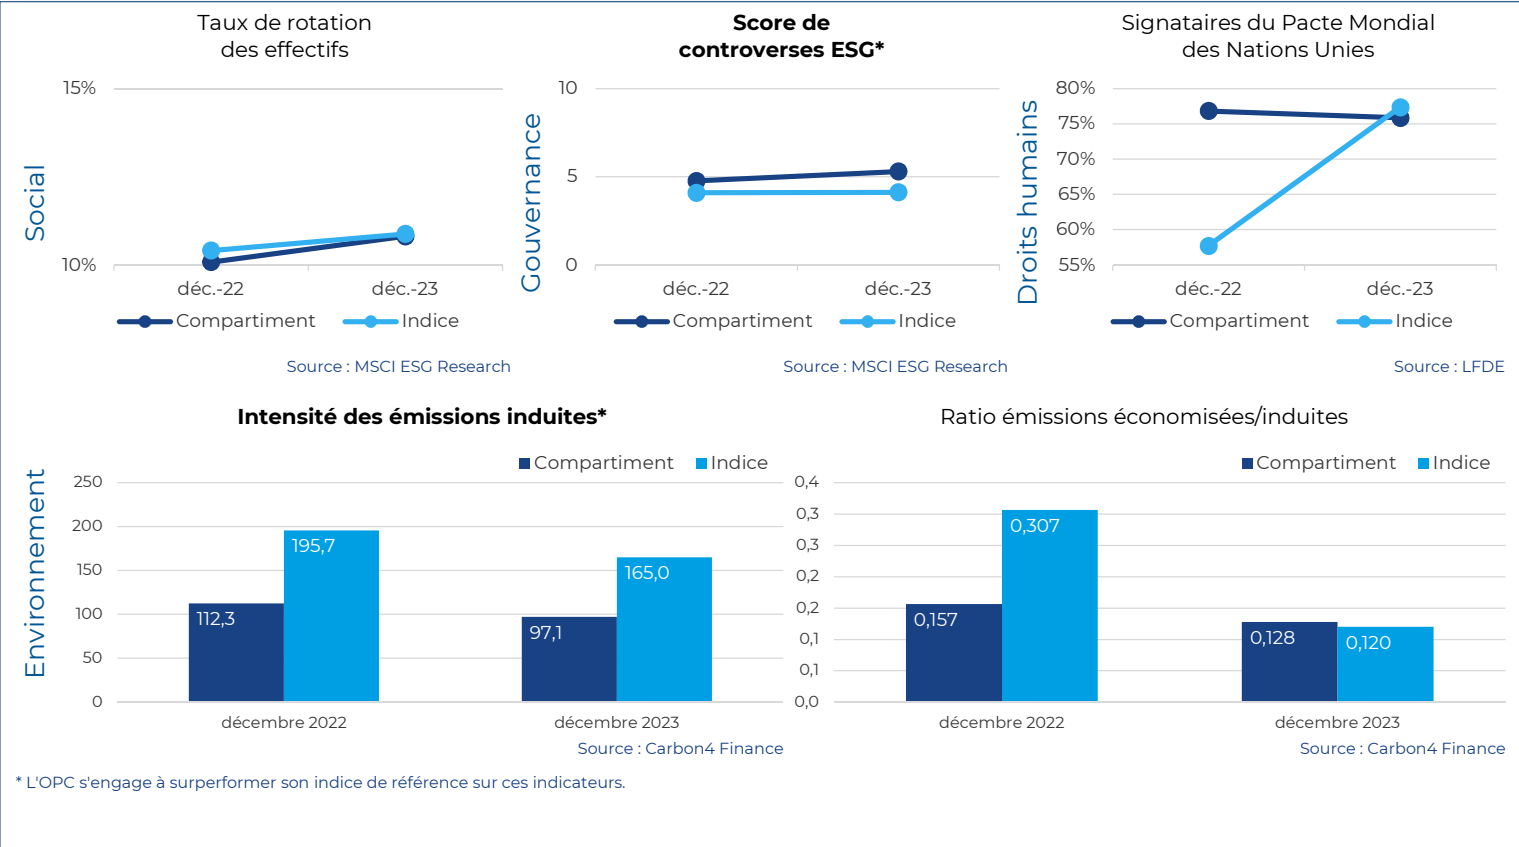 Taux de rotation
des effectifs
Social
15%
10%
déc.-22
déc.-23
Compartiment
Indice
Source : MSCI ESG Research
Score de
controverses ESG*
Gouvernance
10
5
0
déc.-22
déc.-23
Compartiment
Indice
Source : MSCI ESG Research
Signataires du Pacte Mondial
des Nations Unies
Droits humains
80%
75%
70%
65%
60%
55%
déc.-22
déc.-23
Compartiment
Indice
Source : LFDE
Intensité des émissions induites*
Environnement
Compartiment
Indice
250
200
150
100
50
0
112,3
195,7
97,1
165,0
décembre 2022
décembre 2023
Source : Carbon4 Finance
Ratio émissions économisées/induites
Compartiment
Indice
0,4
0,3
0,3
0,2
0,2
0,1
0,1
0,0
0,157
0,307
0,128
0,120
décembre 2022
décembre 2023
Source : Carbon4 Finance
* L'OPC s'engage à surperformer son indice de référence sur ces indicateurs.